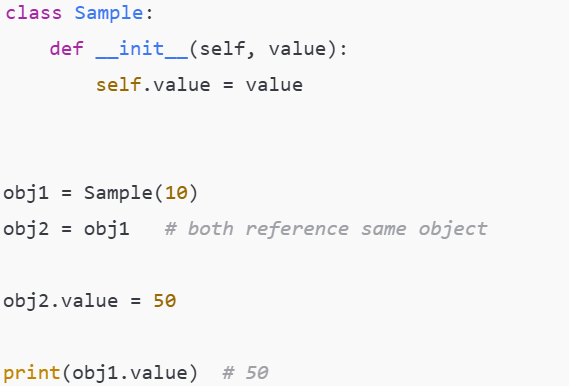 class Sample:
    def __init__(self, value):
        self.value = value
obj1 = Sample(10)
obj2 = obj1   # both reference same object
obj2.value = 50
print(obj1.value)  # 50